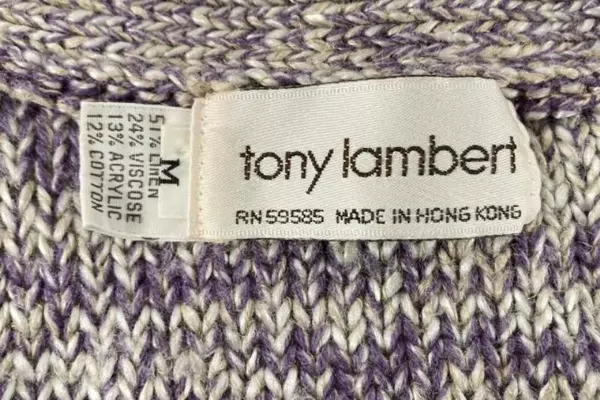 51% LINEN
24% VISCOSE
13% ACRYLIC
12% COTTON
M
tony lambert
RN 59585 MADE IN HONG KONG